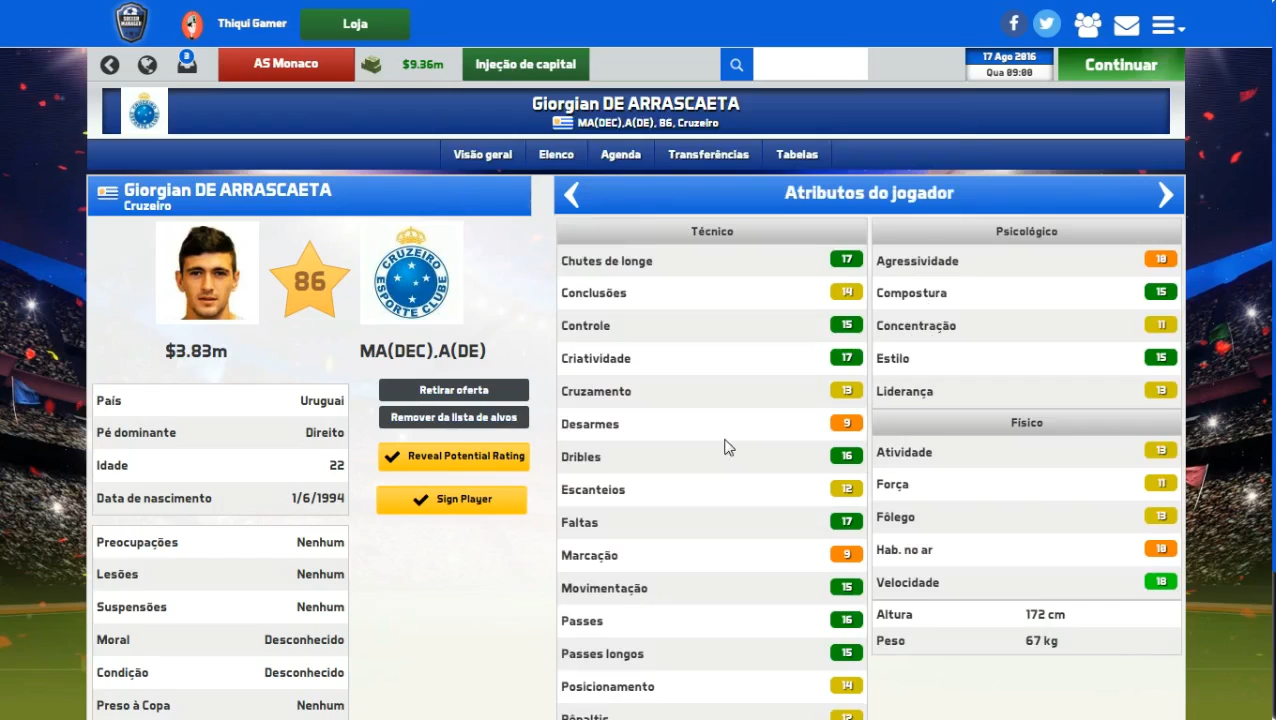 Thiqui Gamer
Loja
3
AS Monaco
$9.36m
Injeção de capital
17 Ago 2016
Qua 09:00
Continuar
Giorgian DE ARRASCAETA
MA(DEC),A(DE), 86, Cruzeiro
Visão geral
Elenco
Agenda
Transferências
Tabelas
Giorgian DE ARRASCAETA
Cruzeiro
86
CRUZEIRO
ESPORTE CLUBE
$3.83m
MA(DEC),A(DE)
Retirar oferta
Remover da lista de alvos
Reveal Potential Rating
Sign Player
País Uruguai
Pé dominante Direito
Idade 22
Data de nascimento 1/6/1994
Preocupações Nenhum
Lesões Nenhum
Suspensões Nenhum
Moral Desconhecido
Condição Desconhecido
Preso à Copa Nenhum
Atributos do jogador
Técnico
Chutes de longe 17
Conclusões 14
Controle 15
Criatividade 17
Cruzamento 13
Desarmes 9
Dribles 16
Escanteios 12
Faltas 17
Marcação 9
Movimentação 15
Passes 16
Passes longos 15
Posicionamento 14
Pênaltis 12
Psicológico
Agressividade 10
Compostura 15
Concentração 11
Estilo 15
Liderança 13
Físico
Atividade 13
Força 11
Fôlego 13
Hab. no ar 10
Velocidade 18
Altura 172 cm
Peso 67 kg